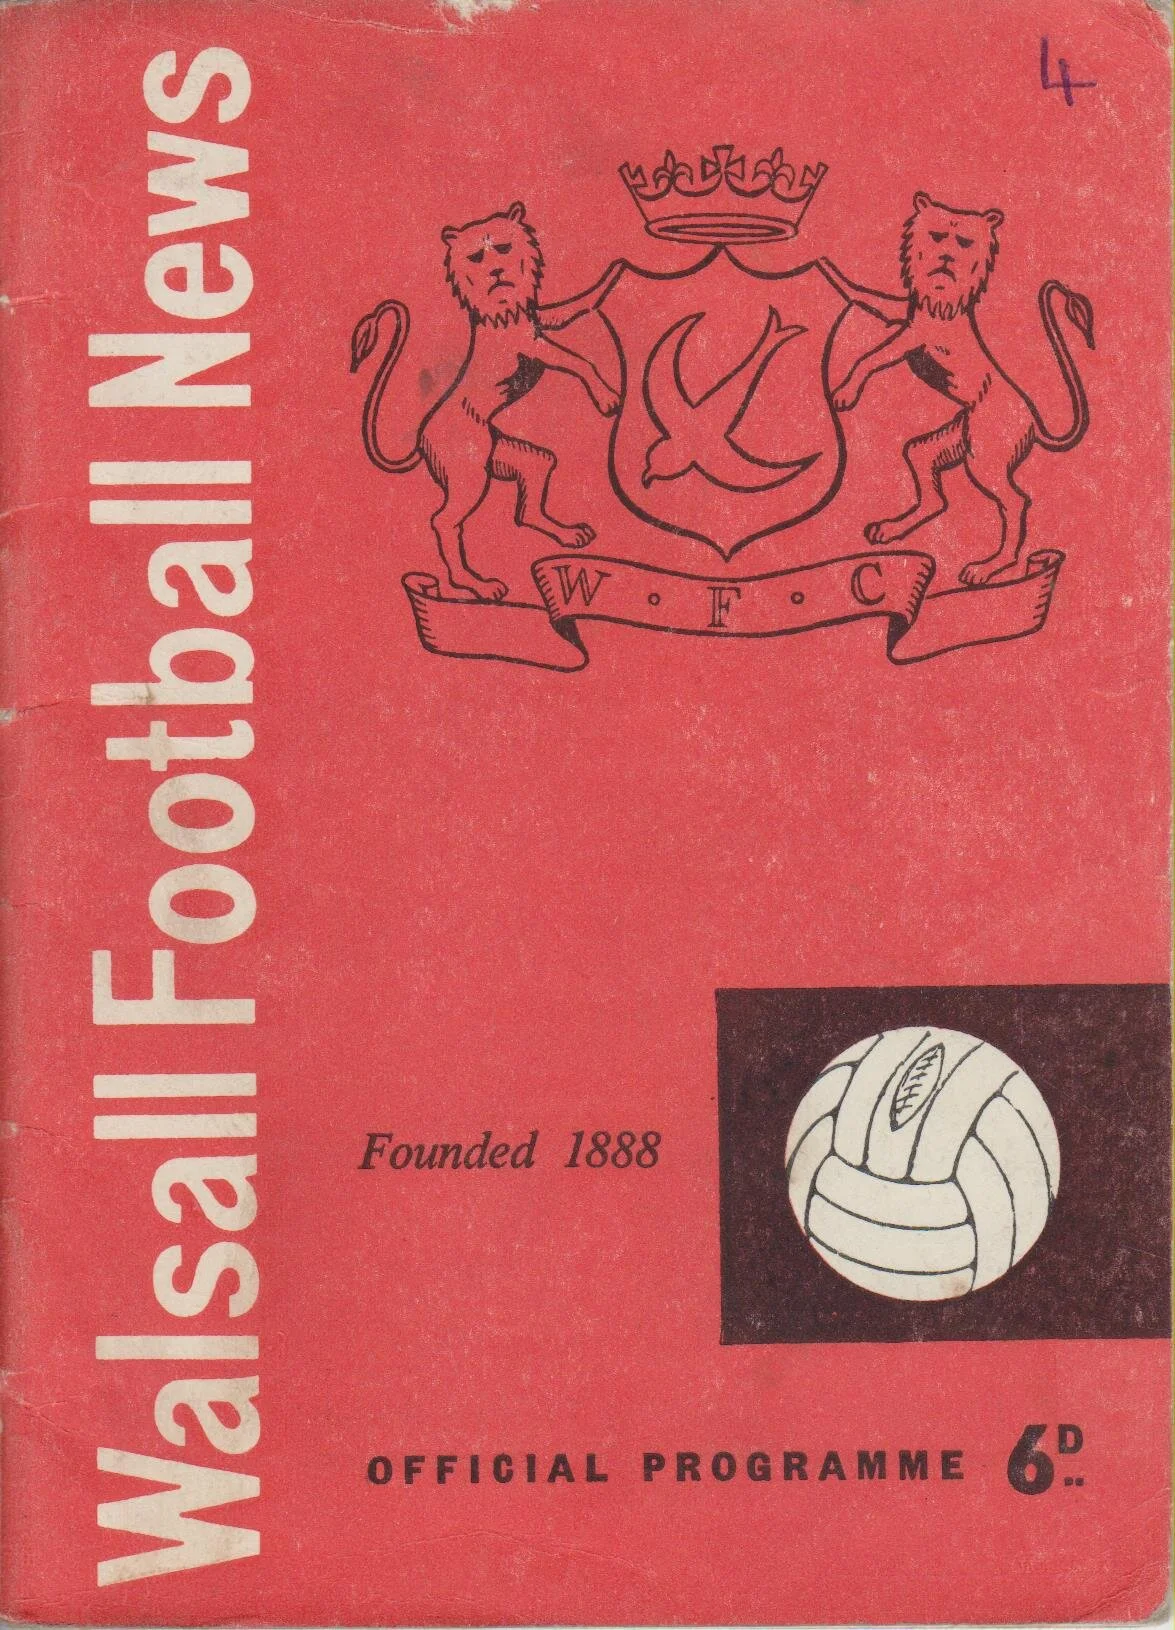 4
W · F · C
Walsall Football News
Founded 1888
OFFICIAL PROGRAMME 6D..